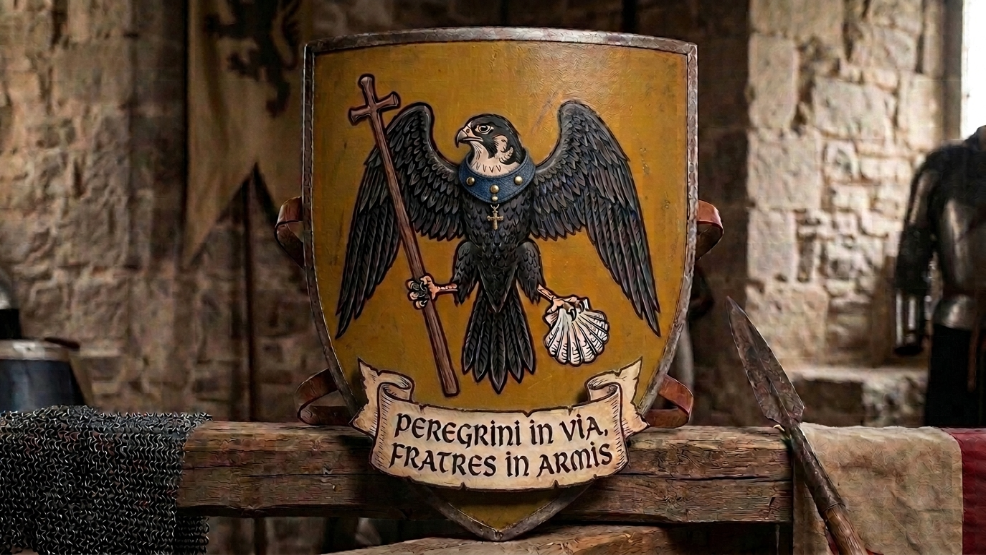 PEREGRINI IN VIA,
FRATRES IN ARMIS